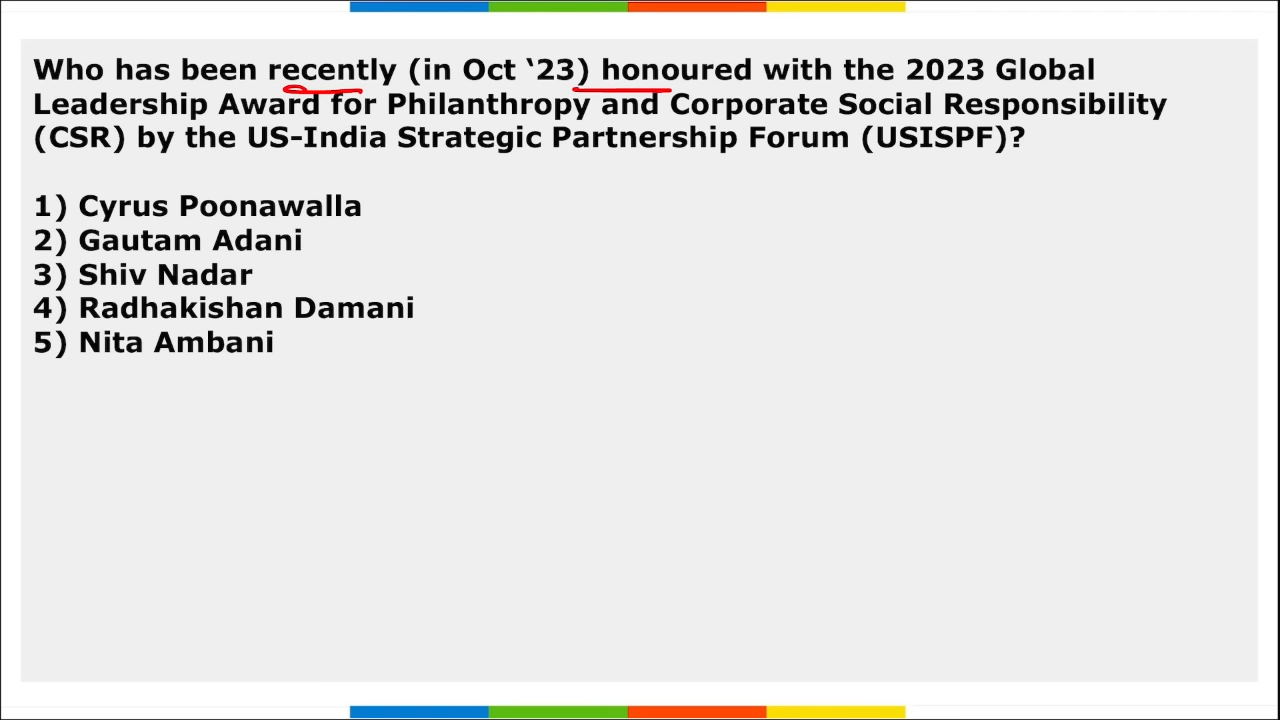 Who has been recently (in Oct ‘23) honoured with the 2023 Global
Leadership Award for Philanthropy and Corporate Social Responsibility
(CSR) by the US-India Strategic Partnership Forum (USISPF)?
1) Cyrus Poonawalla
2) Gautam Adani
3) Shiv Nadar
4) Radhakishan Damani
5) Nita Ambani